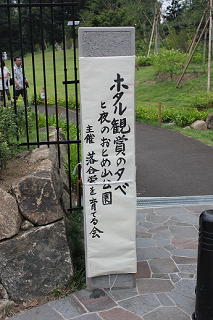 ホタル観賞の夕べ
と夜のおとめ山公園
主催 落合蛍を育てる会